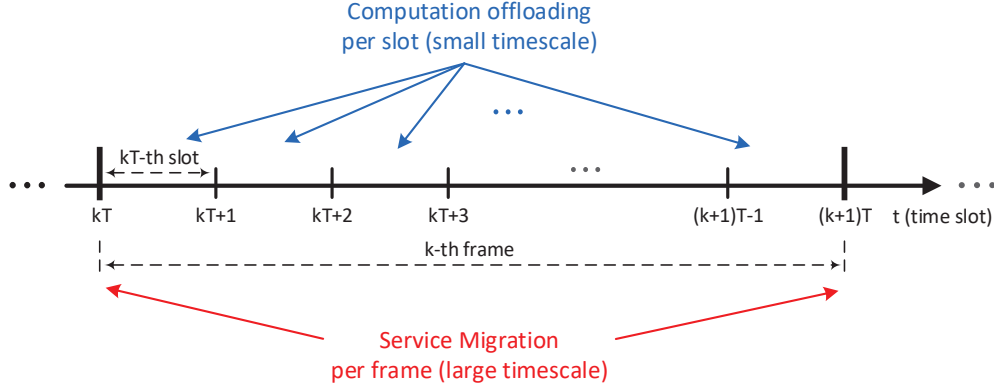 Computation offloading
per slot (small timescale)
...
kT-th slot
...
...
...
kT
kT+1
kT+2
kT+3
(k+1)T-1
(k+1)T
t (time slot)
k-th frame
Service Migration
per frame (large timescale)